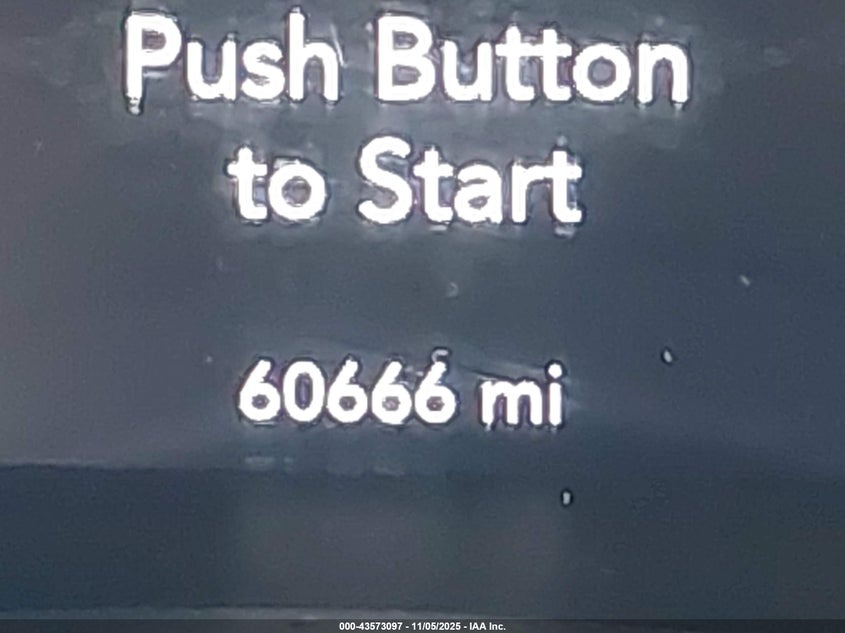 Push Button
to Start
60666 mi
000-43573097 - 11/05/2025 - IAA Inc.